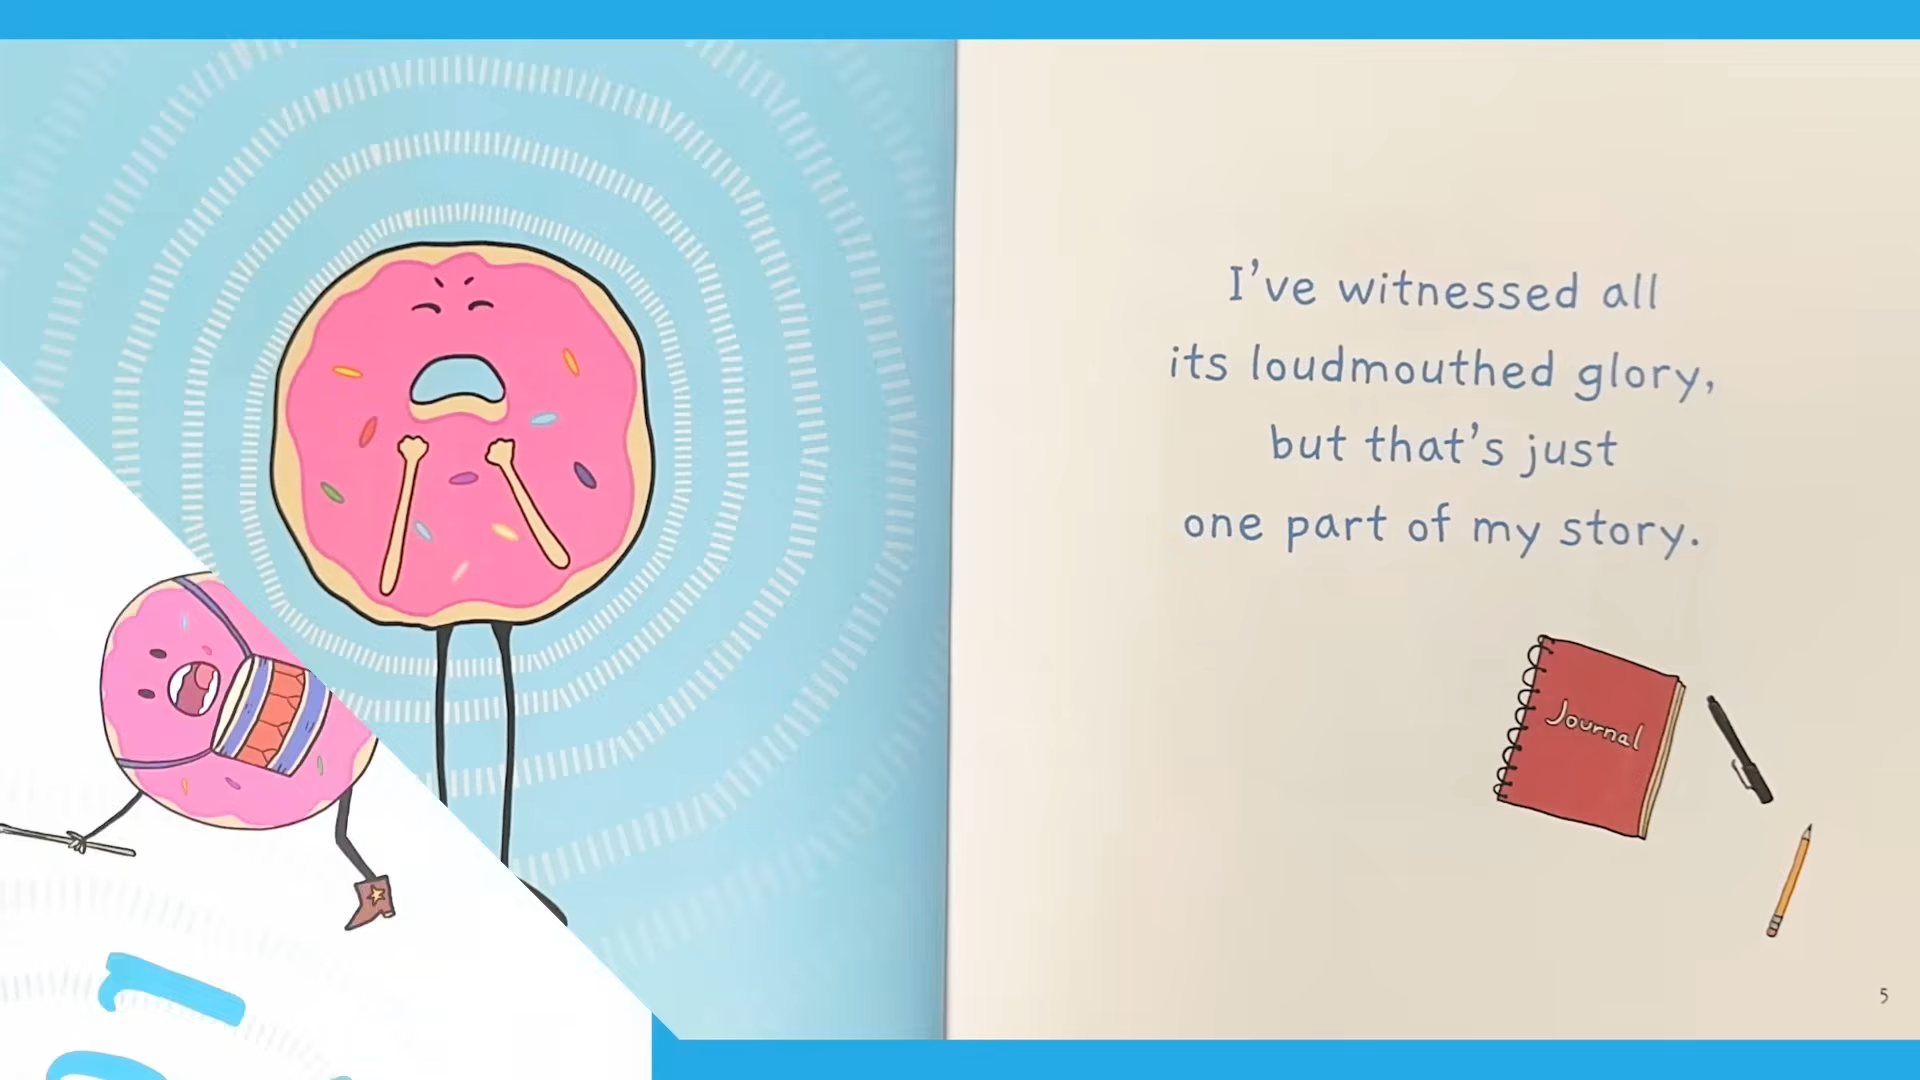 I've witnessed all
its loudmouthed glory,
but that's just
one part of my story.
Journal
5